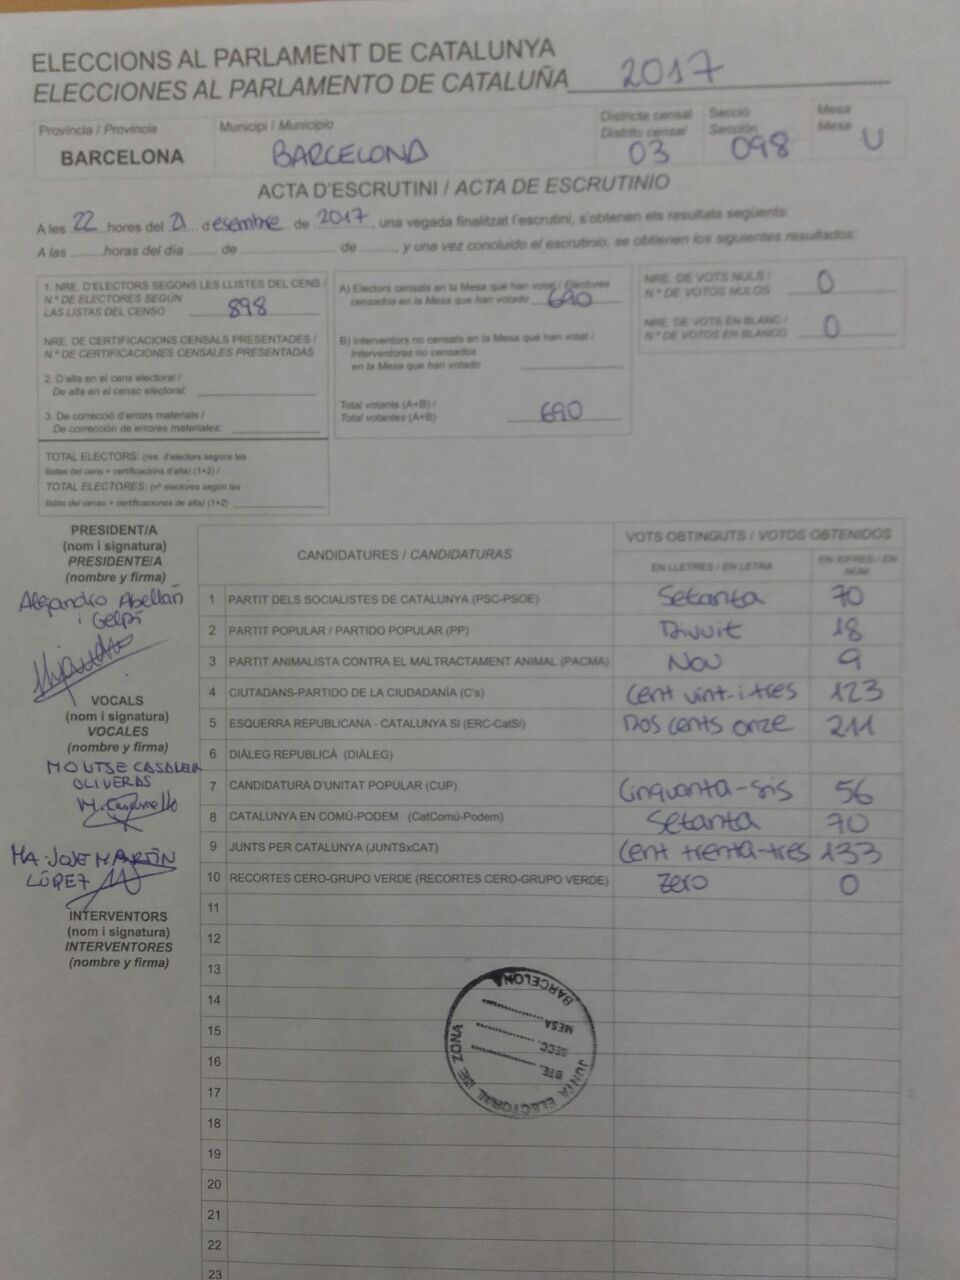 ELECCIONS AL PARLAMENT DE CATALUNYA
ELECCIONES AL PARLAMENTO DE CATALUÑA 2017
Provincia / Provincia
BARCELONA
Municipi / Municipio
BARCELONA
Districte censal
Distrito censal
03
Secció
Sección
098
Mesa
Mesa
U
ACTA D'ESCRUTINI / ACTA DE ESCRUTINIO
A les 22 hores del 21 desembre de 2017, una vegada finalitzat l'escrutini, s'obtenen els resultats següents:
A las .........horas del día ........ de ........................... de .......... y una vez concluido el escrutinio, se obtienen los siguientes resultados:
1. NRE. D'ELECTORS SEGONS LES LLISTES DEL CENS /
N.º DE ELECTORES SEGÚN
LAS LISTAS DEL CENSO 898
NRE. DE CERTIFICACIONS CENSALS PRESENTADES /
N.º DE CERTIFICACIONES CENSALES PRESENTADAS
2. D'alta en el cens electoral /
De alta en el censo electoral:
3. De correcció d'errors materials /
De corrección de errores materiales:
TOTAL ELECTORS: (nre. d'electors segons les
llistes del cens + certificacions d'alta) (1+2) /
TOTAL ELECTORES: (nº electores según las
listas del censo + certificaciones de alta) (1+2)
A) Electors censats en la Mesa que han votat / Electores
censados en la Mesa que han votado 690
B) Interventors no censats en la Mesa que han votat /
Interventores no censados
en la Mesa que han votado
Total votants (A+B) /
Total votantes (A+B) 690
NRE. DE VOTS NULS /
N.º DE VOTOS NULOS 0
NRE. DE VOTS EN BLANC /
N.º DE VOTOS EN BLANCO 0
PRESIDENT/A
(nom i signatura)
PRESIDENTE/A
(nombre y firma)
Alejandro Abellán
i Gelpí
VOCALS
(nom i signatura)
VOCALES
(nombre y firma)
OLIVERAS
MA. JOSE MARTÍN
LÓPEZ
INTERVENTORS
(nom i signatura)
INTERVENTORES
(nombre y firma)
CANDIDATURES / CANDIDATURAS
VOTS OBTINGUTS / VOTOS OBTENIDOS
EN LLETRES / EN LETRA
EN XIFRES / EN NÚM.
1 PARTIT DELS SOCIALISTES DE CATALUNYA (PSC-PSOE) Setanta 70
2 PARTIT POPULAR / PARTIDO POPULAR (PP) Divuit 18
3 PARTIT ANIMALISTA CONTRA EL MALTRACTAMENT ANIMAL (PACMA) Nou 9
4 CIUTADANS-PARTIDO DE LA CIUDADANÍA (C's) Cent vint-i-tres 123
5 ESQUERRA REPUBLICANA - CATALUNYA SI (ERC-CatSí) Dos cents onze 211
6 DIÀLEG REPUBLICÀ (DIÀLEG)
7 CANDIDATURA D'UNITAT POPULAR (CUP) Cinquanta-sis 56
8 CATALUNYA EN COMÚ-PODEM (CatComú-Podem) Setanta 70
9 JUNTS PER CATALUNYA (JUNTSxCAT) Cent trenta-tres 133
10 RECORTES CERO-GRUPO VERDE (RECORTES CERO-GRUPO VERDE) Zero 0
11
12
13
14
15
16
17
18
19
20
21
22
23
JUNTA ELECTORAL DE ZONA
BARCELONA
DTE.
SECC.
MESA